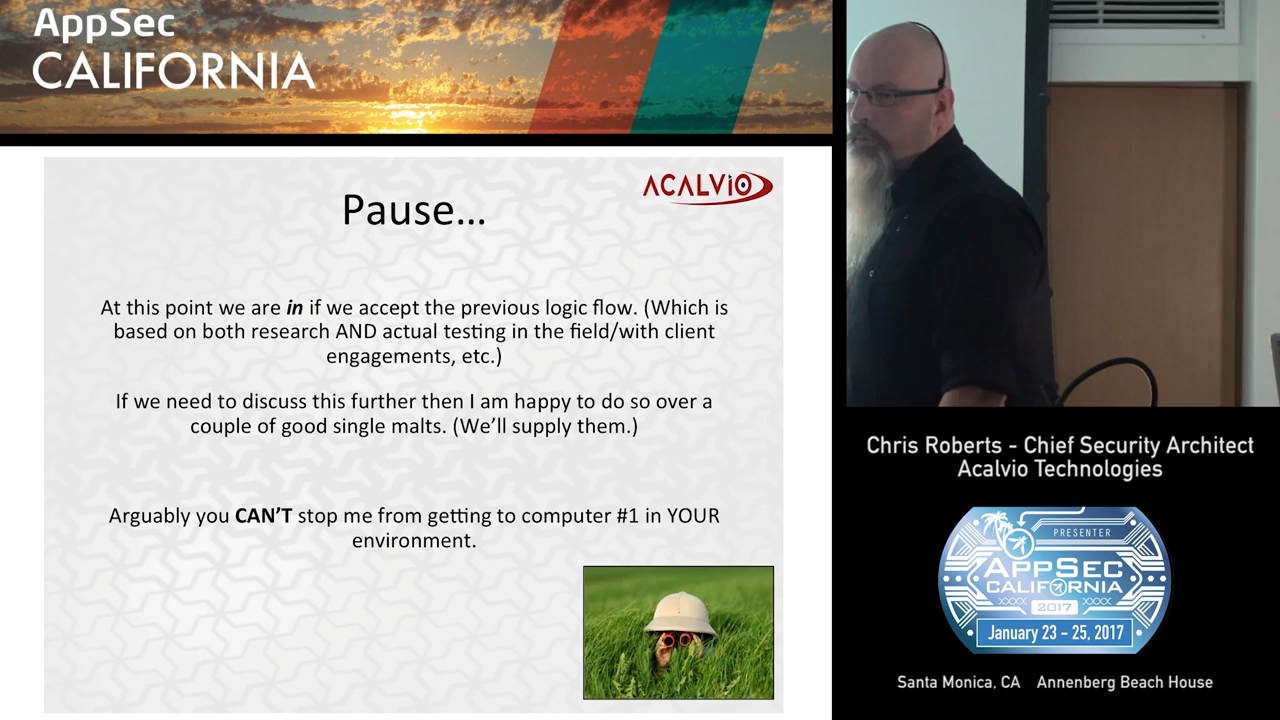 AppSec
CALIFORNIA
ACALVIO
Pause...
At this point we are in if we accept the previous logic flow. (Which is
based on both research AND actual testing in the field/with client
engagements, etc.)
If we need to discuss this further then I am happy to do so over a
couple of good single malts. (We'll supply them.)
Arguably you CAN'T stop me from getting to computer #1 in YOUR
environment.
Chris Roberts - Chief Security Architect
Acalvio Technologies
PRESENTER
APPSEC
CALIFORNIA
2017
January 23 - 25, 2017
Santa Monica, CA Annenberg Beach House